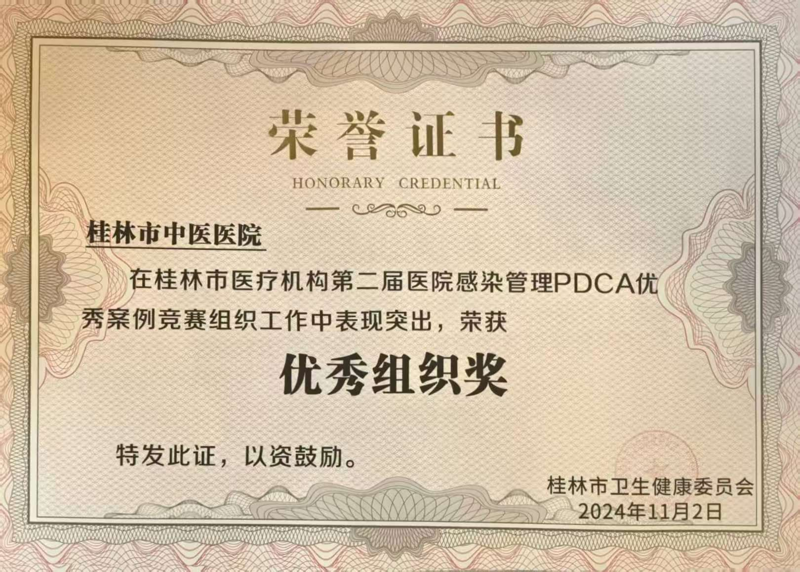 荣誉证书
HONORARY CREDENTIAL
桂林市中医医院
在桂林市医疗机构第二届医院感染管理PDCA优
秀案例竞赛组织工作中表现突出，荣获
优秀组织奖
特发此证，以资鼓励。
桂林市卫生健康委员会
2024年11月2日